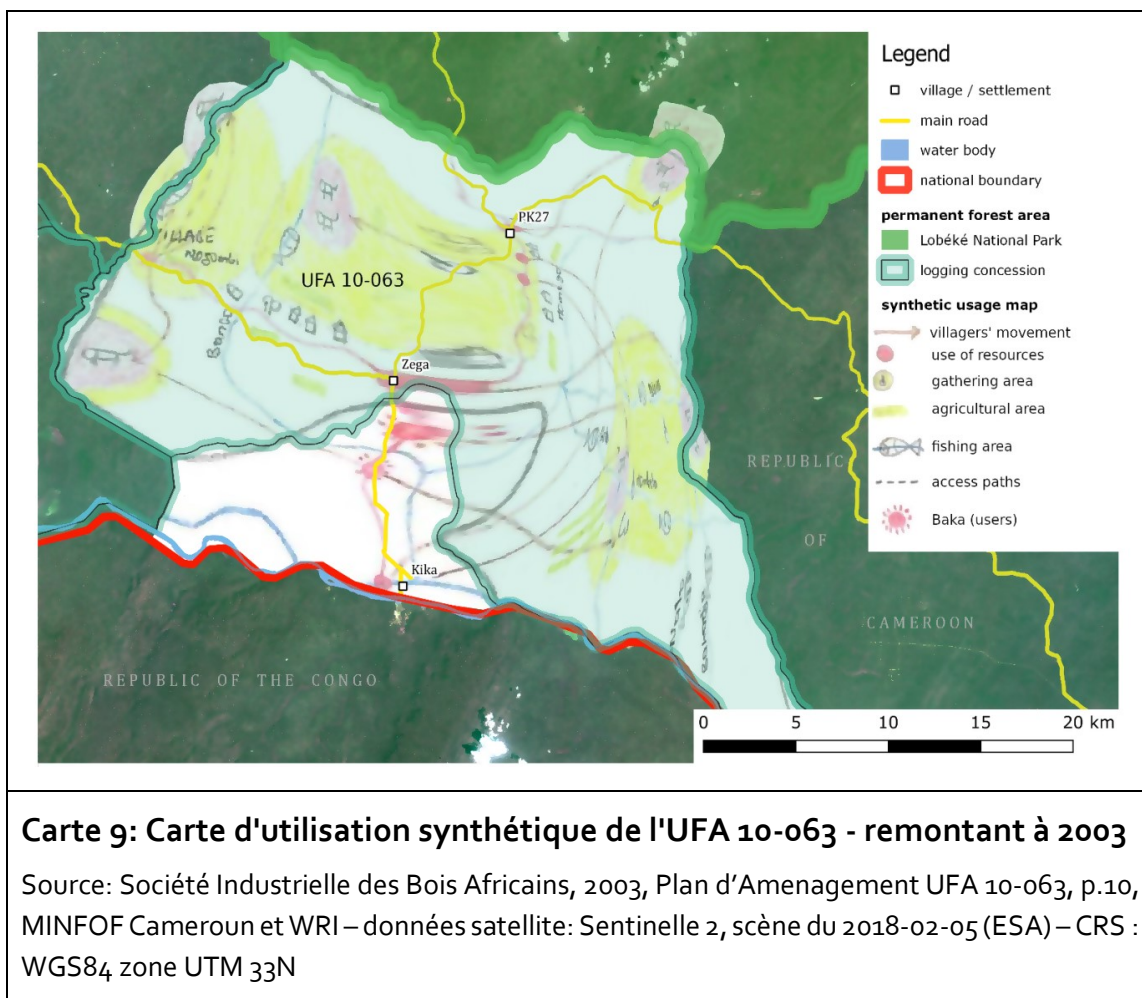 Legend
village / settlement
main road
water body
national boundary
permanent forest area
Lobéké National Park
logging concession
synthetic usage map
villagers' movement
use of resources
gathering area
agricultural area
fishing area
access paths
Baka (users)
PK27
UFA 10-063
Zega
Kika
REPUBLIC
OF
CAMEROON
REPUBLIC OF THE CONGO
0 5 10 15 20 km
Carte 9: Carte d'utilisation synthétique de l'UFA 10-063 - remontant à 2003
Source: Société Industrielle des Bois Africains, 2003, Plan d'Amenagement UFA 10-063, p.10,
MINFOF Cameroun et WRI – données satellite: Sentinelle 2, scène du 2018-02-05 (ESA) – CRS :
WGS84 zone UTM 33N